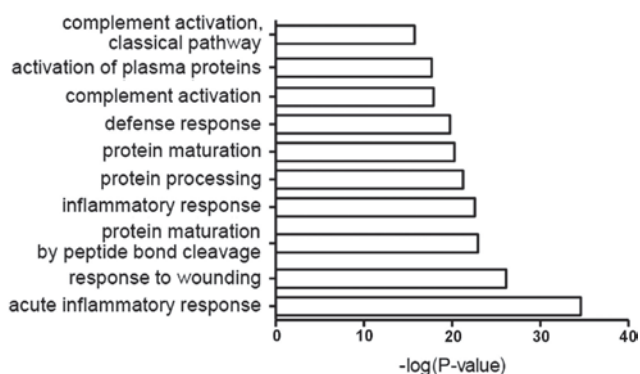 complement activation,
classical pathway
activation of plasma proteins
complement activation
defense response
protein maturation
protein processing
inflammatory response
protein maturation
by peptide bond cleavage
response to wounding
acute inflammatory response
0 10 20 30 40
-log(P-value)